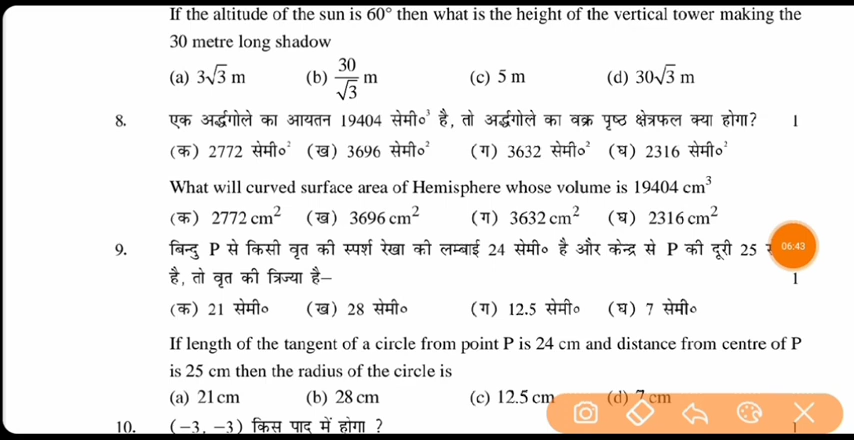 If the altitude of the sun is 60° then what is the height of the vertical tower making the
30 metre long shadow
(a) 3√3 m (b) 30/√3 m (c) 5 m (d) 30√3 m
8. एक अर्द्धगोले का आयतन 19404 सेमी०³ है, तो अर्द्धगोले का वक्र पृष्ठ क्षेत्रफल क्या होगा? 1
(क) 2772 सेमी०² (ख) 3696 सेमी०² (ग) 3632 सेमी०² (घ) 2316 सेमी०²
What will curved surface area of Hemisphere whose volume is 19404 cm³
(क) 2772 cm² (ख) 3696 cm² (ग) 3632 cm² (घ) 2316 cm²
9. बिन्दु P से किसी वृत की स्पर्श रेखा की लम्बाई 24 सेमी० है और केन्द्र से P की दूरी 25
06:43
है, तो वृत की त्रिज्या है– 1
(क) 21 सेमी० (ख) 28 सेमी० (ग) 12.5 सेमी० (घ) 7 सेमी०
If length of the tangent of a circle from point P is 24 cm and distance from centre of P
is 25 cm then the radius of the circle is
(a) 21 cm (b) 28 cm (c) 12.5 cm (d) 7 cm
10. (−3, −3) किस पाद में होगा ? 1